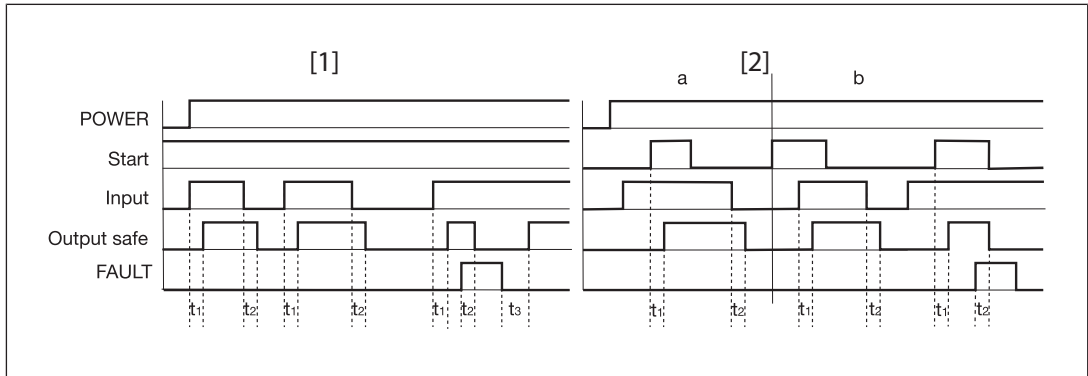 [1] [2]
a b
POWER
Start
Input
Output safe
FAULT
t1 t2 t1 t2 t1 t2 t3 t1 t2 t1 t2 t1 t2